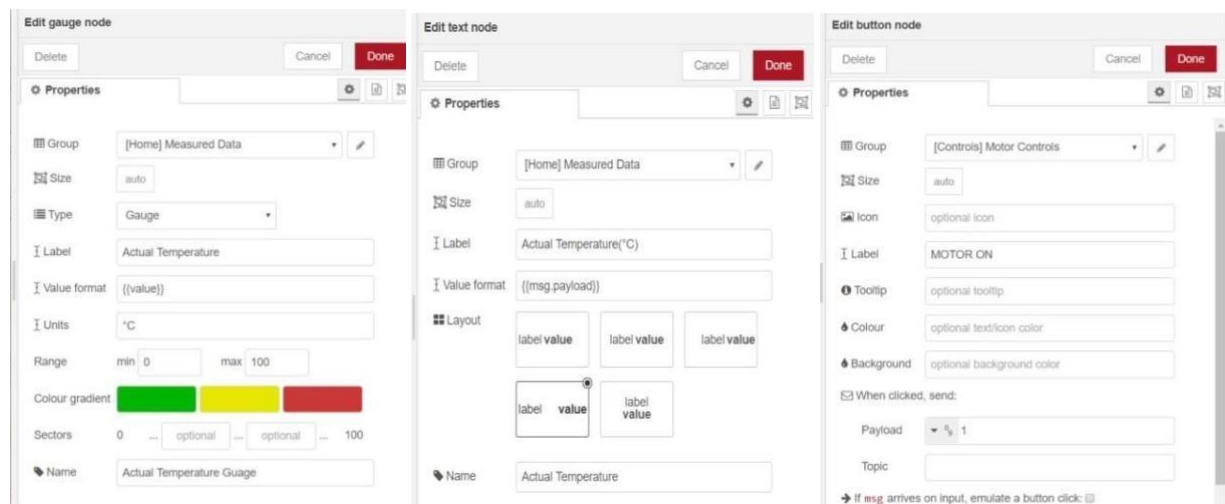 Edit gauge node
Delete
Cancel
Done
Properties
Group
[Home] Measured Data
Size
auto
Type
Gauge
Label
Actual Temperature
Value format
{{value}}
Units
°C
Range
min 0
max 100
Colour gradient
Sectors
0 ... optional ... optional ... 100
Name
Actual Temperature Guage
Edit text node
Delete
Cancel
Done
Properties
Group
[Home] Measured Data
Size
auto
Label
Actual Temperature(°C)
Value format
{{msg.payload}}
Layout
label value
label value
label value
label value
label
value
Name
Actual Temperature
Edit button node
Delete
Cancel
Done
Properties
Group
[Controls] Motor Controls
Size
auto
Icon
optional icon
Label
MOTOR ON
Tooltip
optional tooltip
Colour
optional text/icon color
Background
optional background color
When clicked, send:
Payload
1
Topic
If msg arrives on input, emulate a button click: